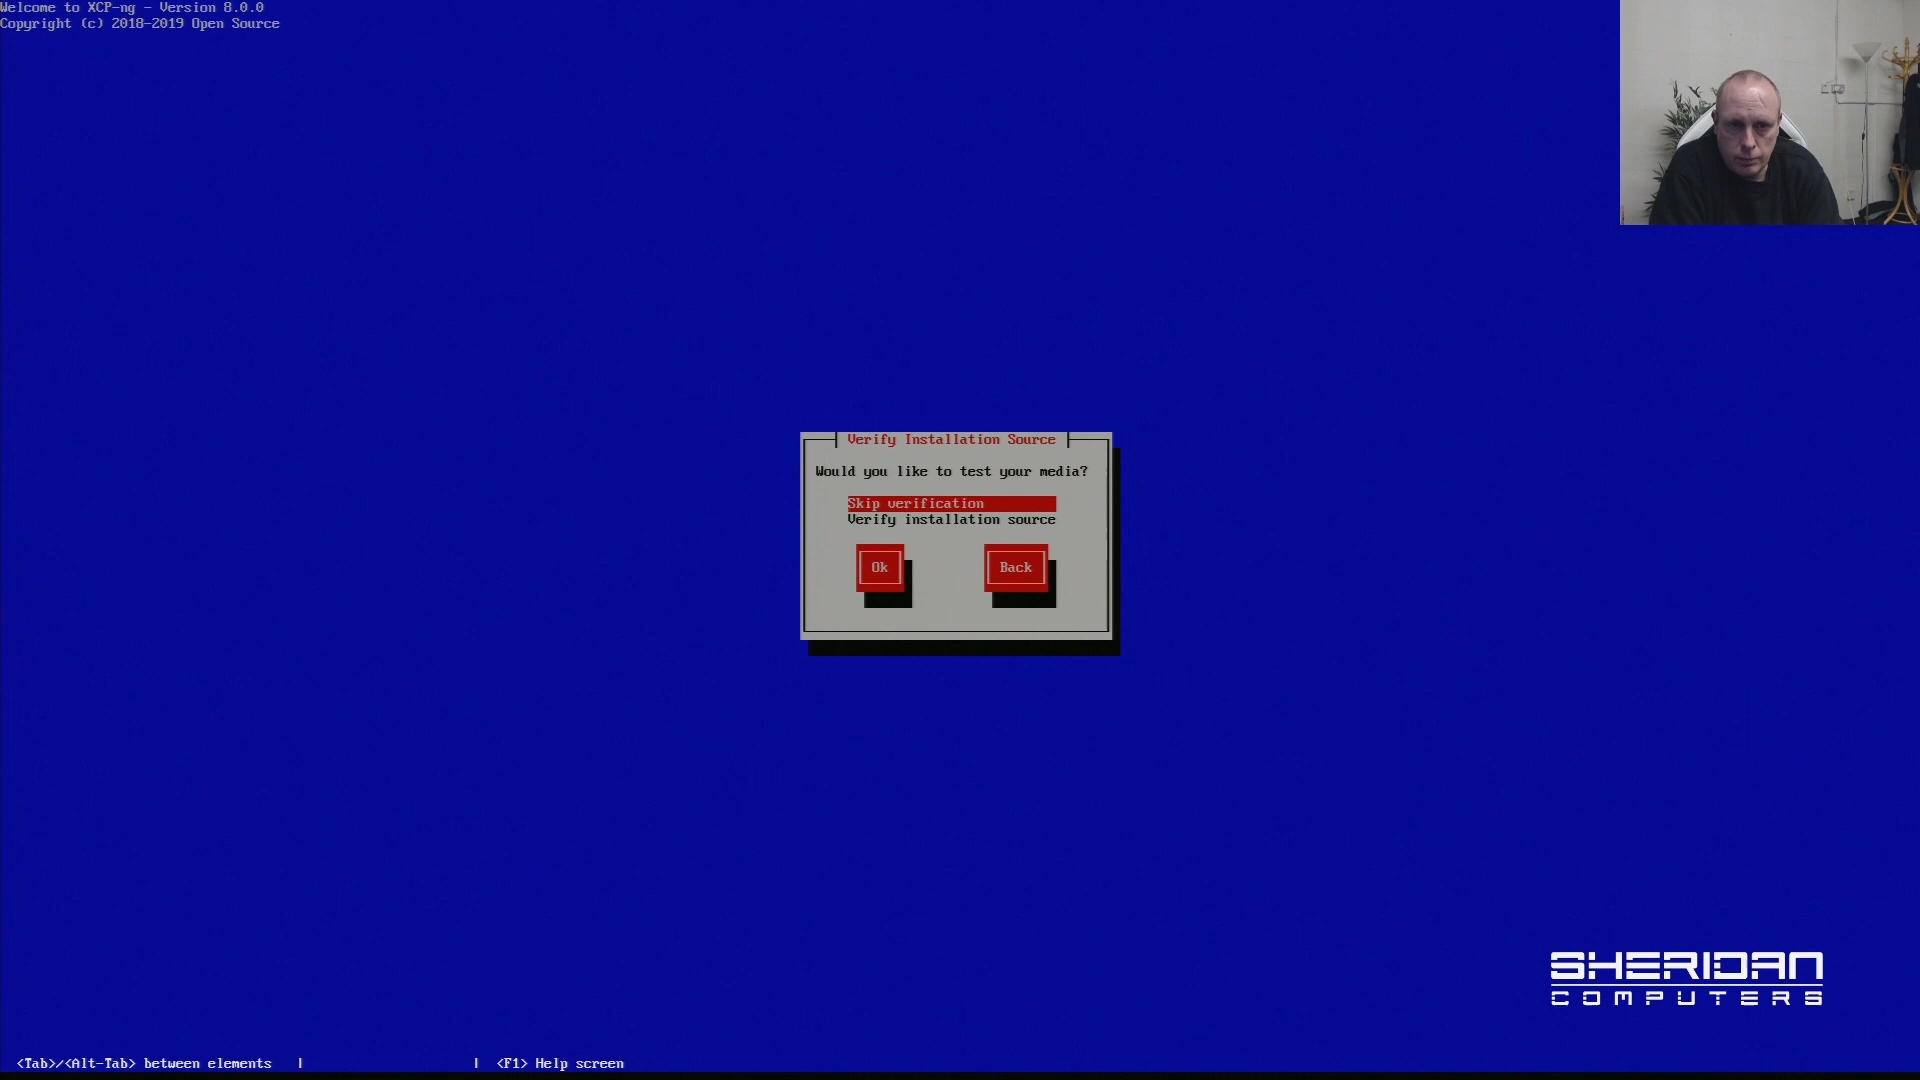 Welcome to XCP-ng - Version 8.0.0
Copyright (c) 2018-2019 Open Source
Verify Installation Source
Would you like to test your media?
Skip verification
Verify installation source
Ok
Back
SHERIDAN
COMPUTERS
<Tab>/<Alt-Tab> between elements | | <F1> Help screen